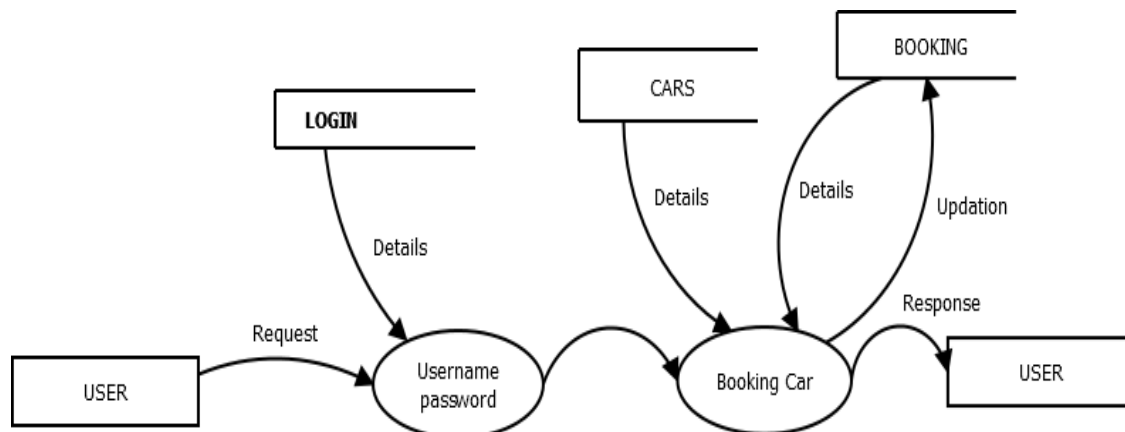 BOOKING
CARS
LOGIN
Details
Details
Updation
Details
Response
Request
USER
Username
password
Booking Car
USER